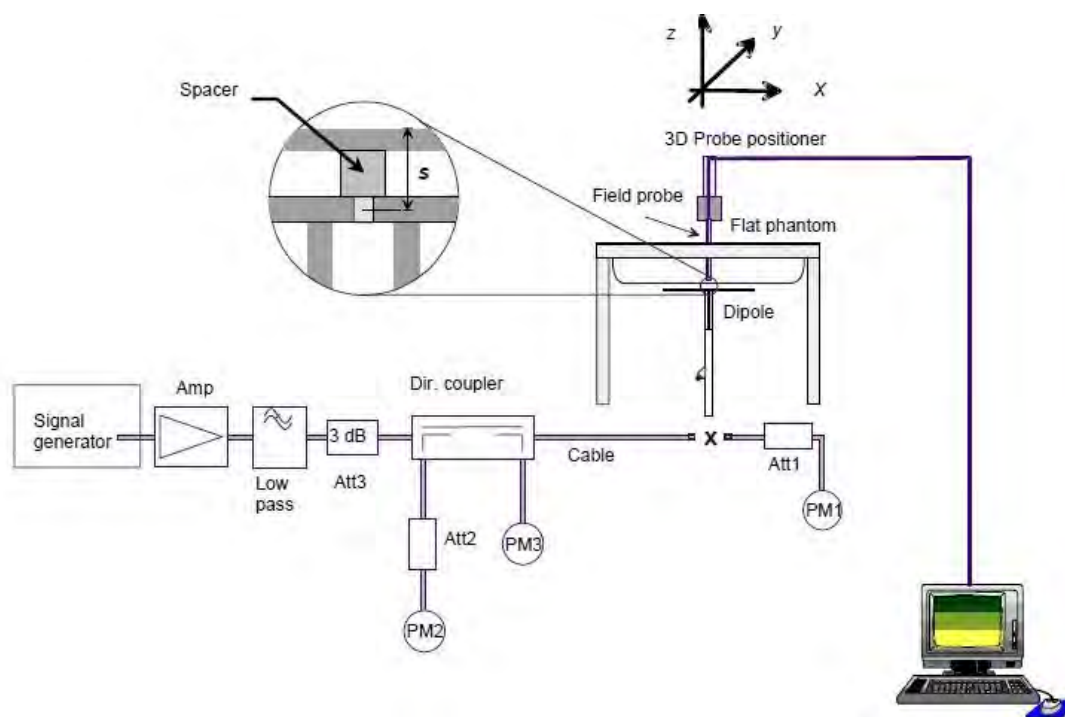 z
y
x
Spacer
s
3D Probe positioner
Field probe
Flat phantom
Dipole
Dir. coupler
Amp
Signal
generator
3 dB
Cable
X
Low
pass
Att3
Att1
PM1
Att2
PM3
PM2